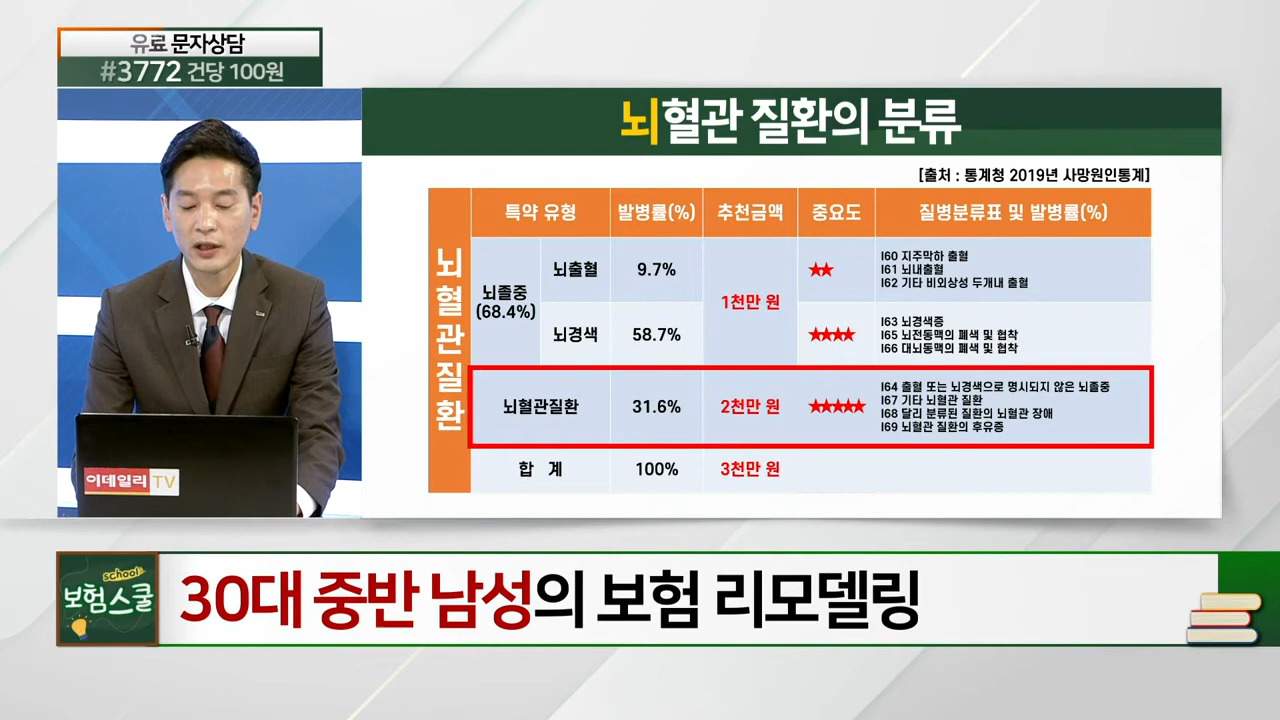 유료 문자상담
#3772 건당 100원
뇌혈관 질환의 분류
[출처 : 통계청 2019년 사망원인통계]
뇌혈관질환
특약 유형 발병률(%) 추천금액 중요도 질병분류표 및 발병률(%)
뇌졸중
(68.4%)
뇌출혈 9.7% 1천만 원 ★★
I60 지주막하 출혈
I61 뇌내출혈
I62 기타 비외상성 두개내 출혈
뇌경색 58.7% ★★★★
I63 뇌경색증
I65 뇌전동맥의 폐색 및 협착
I66 대뇌동맥의 폐색 및 협착
뇌혈관질환 31.6% 2천만 원 ★★★★★
I64 출혈 또는 뇌경색으로 명시되지 않은 뇌졸중
I67 기타 뇌혈관 질환
I68 달리 분류된 질환의 뇌혈관 장애
I69 뇌혈관 질환의 후유증
합 계 100% 3천만 원
이데일리 TV
school
보험스쿨
30대 중반 남성의 보험 리모델링